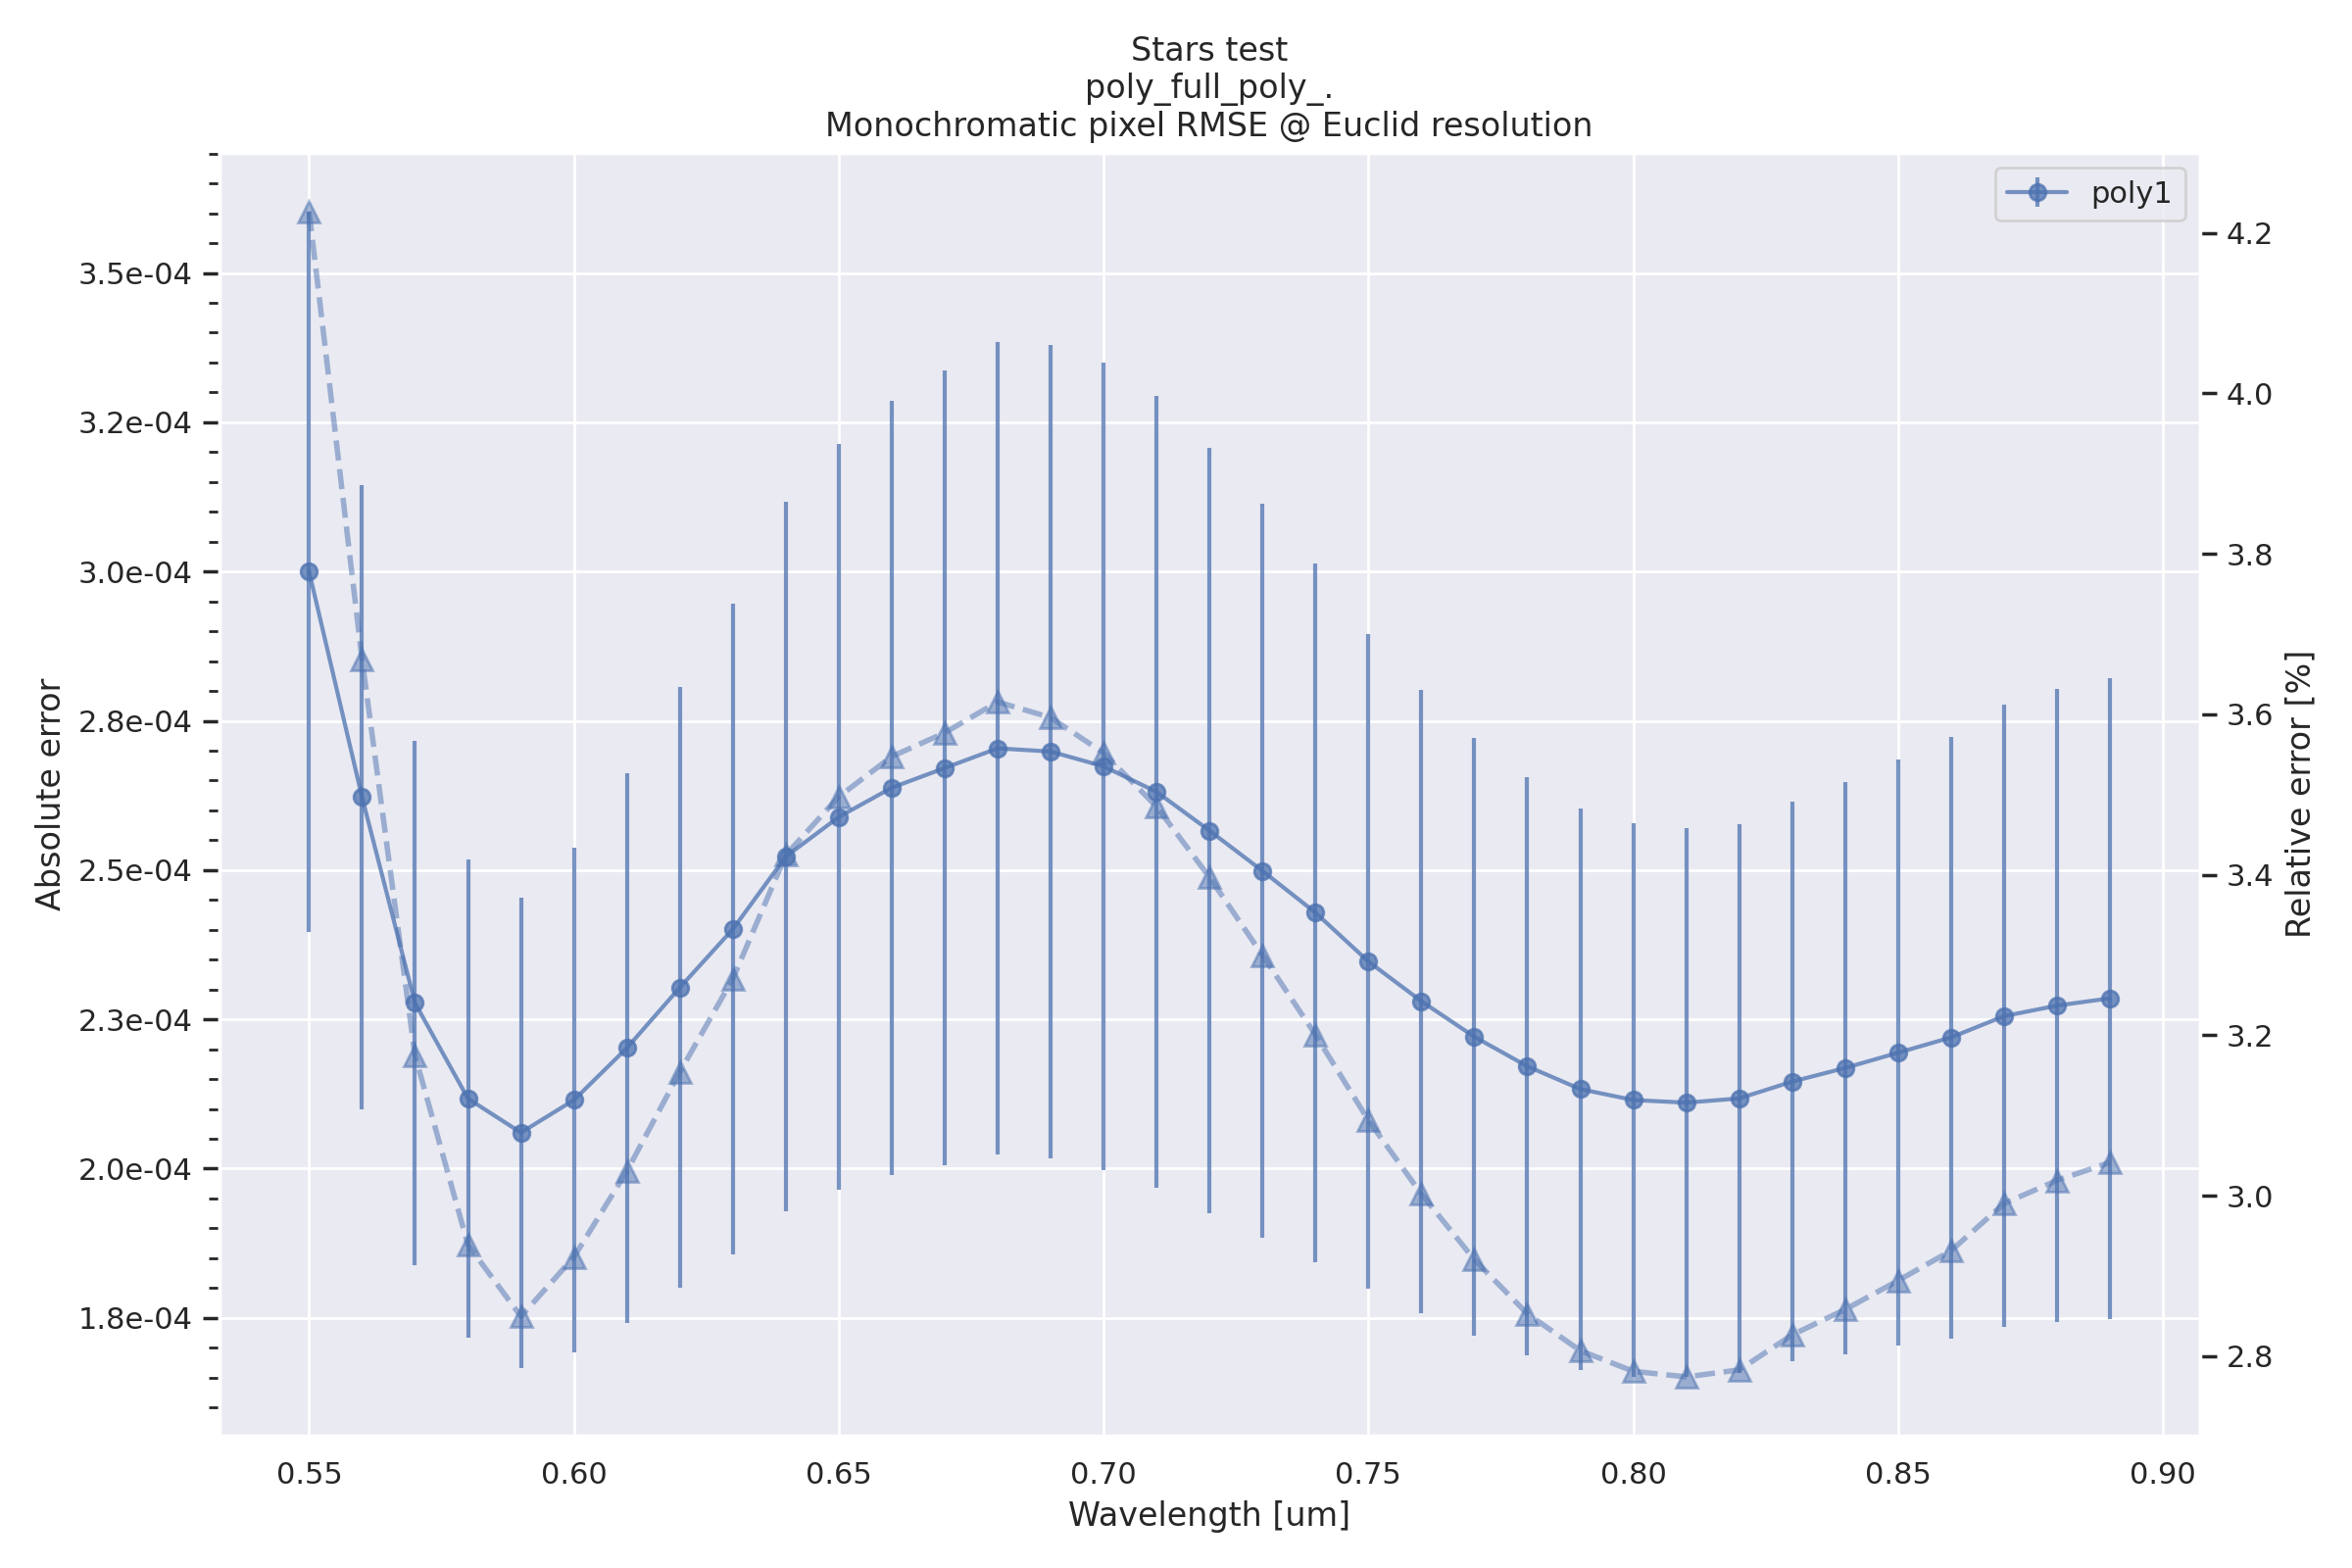 Stars test
poly_full_poly_.
Monochromatic pixel RMSE @ Euclid resolution
poly1
Absolute error
3.5e-04
3.2e-04
3.0e-04
2.8e-04
2.5e-04
2.3e-04
2.0e-04
1.8e-04
4.2
4.0
3.8
3.6
3.4
3.2
3.0
2.8
Relative error [%]
0.55 0.60 0.65 0.70 0.75 0.80 0.85 0.90
Wavelength [um]